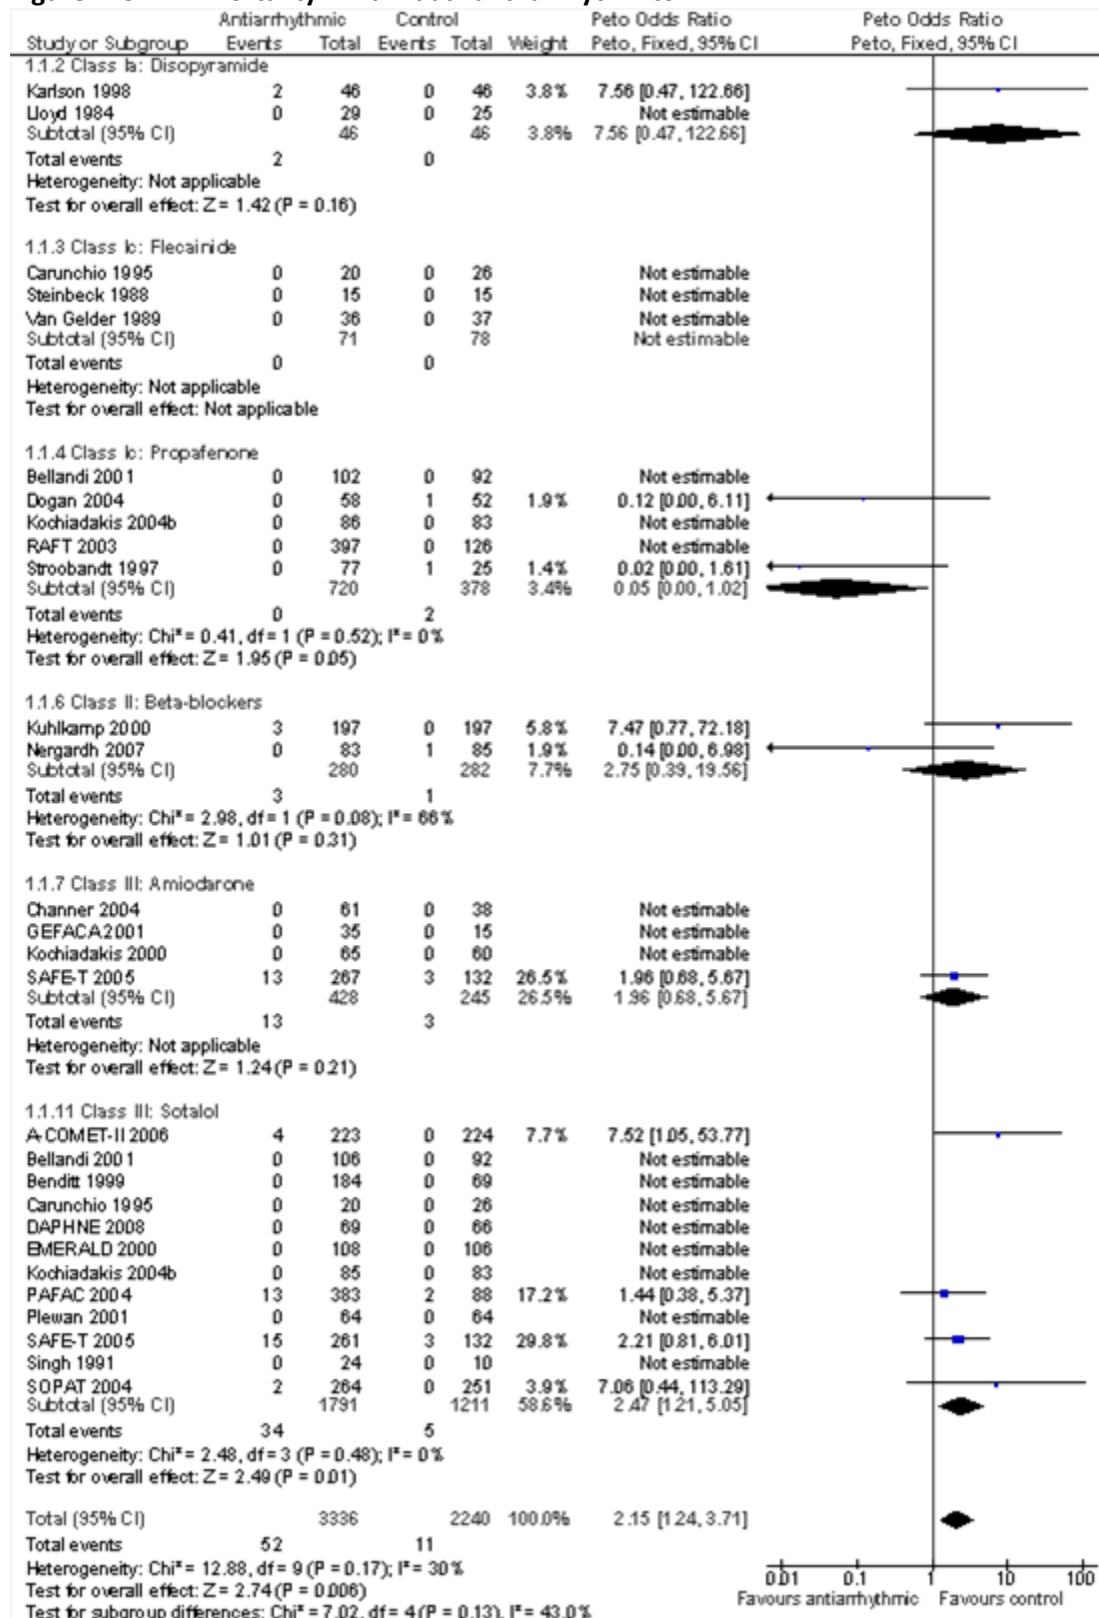 Antiarrhythmic Control Peto Odds Ratio Peto Odds Ratio
Study or Subgroup Events Total Events Total Weight Peto, Fixed, 95% CI Peto, Fixed, 95% CI
1.1.2 Class Ia: Disopyramide
Karlson 1998 2 46 0 46 3.8% 7.56 [0.47, 122.66]
Lloyd 1984 0 29 0 25 Not estimable
Subtotal (95% CI) 46 46 3.8% 7.56 [0.47, 122.66]
Total events 2 0
Heterogeneity: Not applicable
Test for overall effect: Z = 1.42 (P = 0.16)
1.1.3 Class Ic: Flecainide
Carunchio 1995 0 20 0 26 Not estimable
Steinbeck 1988 0 15 0 15 Not estimable
Van Gelder 1989 0 36 0 37 Not estimable
Subtotal (95% CI) 71 78 Not estimable
Total events 0 0
Heterogeneity: Not applicable
Test for overall effect: Not applicable
1.1.4 Class Ic: Propafenone
Bellandi 2001 0 102 0 92 Not estimable
Dogan 2004 0 58 1 52 1.9% 0.12 [0.00, 6.11]
Kochiadakis 2004b 0 86 0 83 Not estimable
RAFT 2003 0 397 0 126 Not estimable
Stroobandt 1997 0 77 1 25 1.4% 0.02 [0.00, 1.61]
Subtotal (95% CI) 720 378 3.4% 0.05 [0.00, 1.02]
Total events 0 2
Heterogeneity: Chi² = 0.41, df = 1 (P = 0.52); I² = 0%
Test for overall effect: Z = 1.95 (P = 0.05)
1.1.6 Class II: Beta-blockers
Kuhlkamp 2000 3 197 0 197 5.8% 7.47 [0.77, 72.18]
Nergardh 2007 0 83 1 85 1.9% 0.14 [0.00, 6.98]
Subtotal (95% CI) 280 282 7.7% 2.75 [0.39, 19.56]
Total events 3 1
Heterogeneity: Chi² = 2.98, df = 1 (P = 0.08); I² = 66%
Test for overall effect: Z = 1.01 (P = 0.31)
1.1.7 Class III: Amiodarone
Channer 2004 0 61 0 38 Not estimable
GEFACA2001 0 35 0 15 Not estimable
Kochiadakis 2000 0 65 0 60 Not estimable
SAFE-T 2005 13 267 3 132 26.5% 1.96 [0.68, 5.67]
Subtotal (95% CI) 428 245 26.5% 1.96 [0.68, 5.67]
Total events 13 3
Heterogeneity: Not applicable
Test for overall effect: Z = 1.24 (P = 0.21)
1.1.11 Class III: Sotalol
A-COMET-II 2006 4 223 0 224 7.7% 7.52 [1.05, 53.77]
Bellandi 2001 0 106 0 92 Not estimable
Benditt 1999 0 184 0 69 Not estimable
Carunchio 1995 0 20 0 26 Not estimable
DAPHNE 2008 0 69 0 66 Not estimable
EMERALD 2000 0 108 0 106 Not estimable
Kochiadakis 2004b 0 85 0 83 Not estimable
PAFAC 2004 13 383 2 88 17.2% 1.44 [0.38, 5.37]
Plewan 2001 0 64 0 64 Not estimable
SAFE-T 2005 15 261 3 132 29.8% 2.21 [0.81, 6.01]
Singh 1991 0 24 0 10 Not estimable
SOPAT 2004 2 264 0 251 3.9% 7.06 [0.44, 113.29]
Subtotal (95% CI) 1791 1211 58.6% 2.47 [1.21, 5.05]
Total events 34 5
Heterogeneity: Chi² = 2.48, df = 3 (P = 0.48); I² = 0%
Test for overall effect: Z = 2.49 (P = 0.01)
Total (95% CI) 3336 2240 100.0% 2.15 [1.24, 3.71]
Total events 52 11
Heterogeneity: Chi² = 12.88, df = 9 (P = 0.17); I² = 30%
Test for overall effect: Z = 2.74 (P = 0.006)
Test for subgroup differences: Chi² = 7.02, df = 4 (P = 0.13), I² = 43.0%
0.01 0.1 1 10 100
Favours antiarrhythmic Favours control